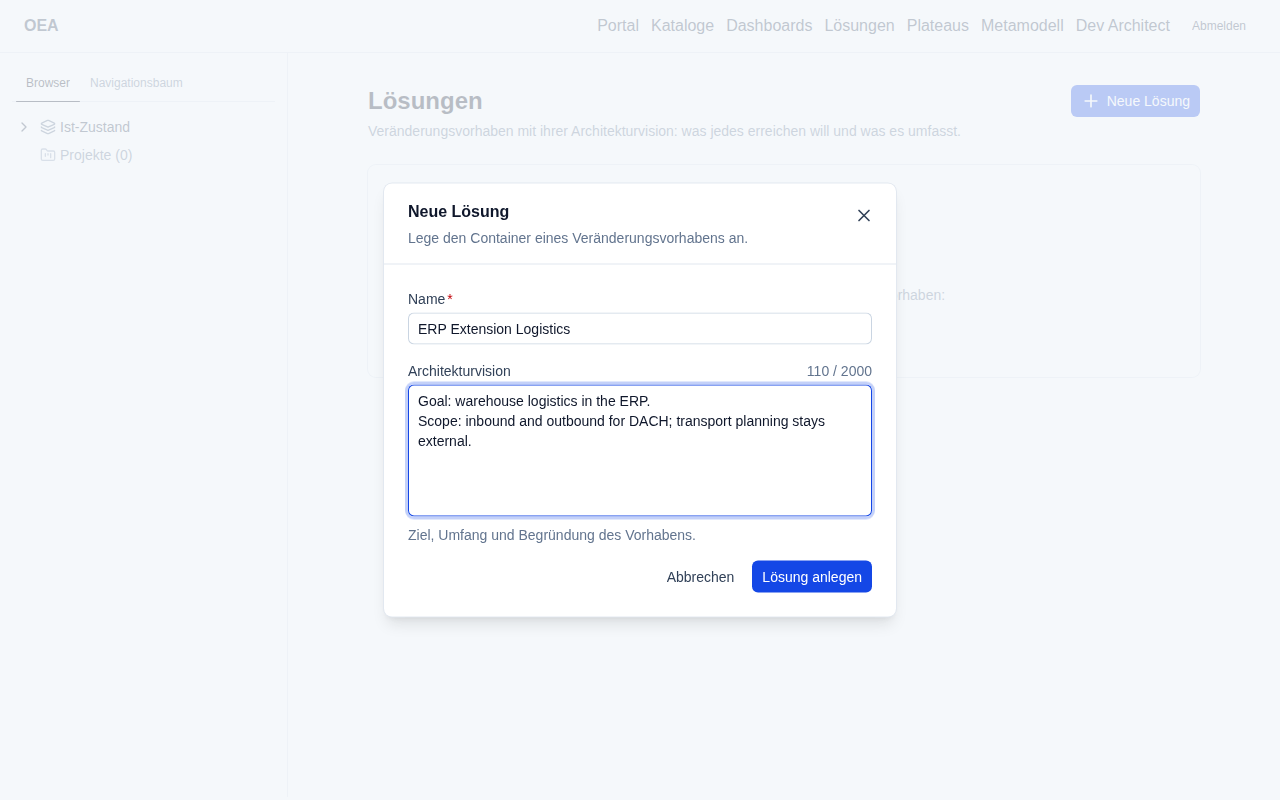 OEA
Portal Kataloge Dashboards Lösungen Plateaus Metamodell Dev Architect Abmelden
Browser Navigationsbaum
Ist-Zustand
Projekte (0)
Lösungen
Neue Lösung
Veränderungsvorhaben mit ihrer Architekturvision: was jedes erreichen will und was es umfasst.
rhaben:
Neue Lösung
Lege den Container eines Veränderungsvorhabens an.
Name*
ERP Extension Logistics
Architekturvision 110 / 2000
Goal: warehouse logistics in the ERP.
Scope: inbound and outbound for DACH; transport planning stays
external.
Ziel, Umfang und Begründung des Vorhabens.
Abbrechen Lösung anlegen